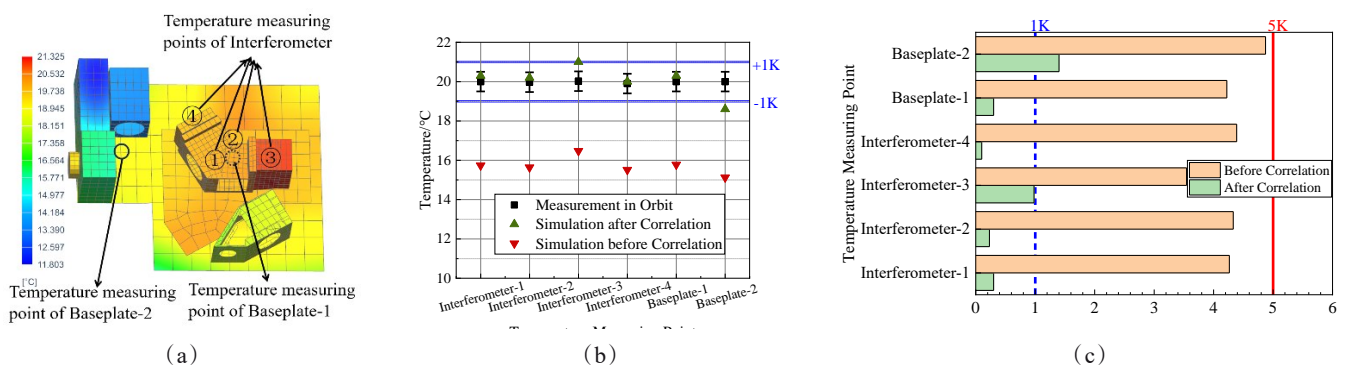 Temperature measuring
points of Interferometer
21.325
20.532
19.738
18.945
18.151
17.358
16.564
15.771
14.977
14.184
13.390
12.597
11.803
[°C]
④
②
①
③
Temperature measuring
point of Baseplate-2
Temperature measuring
point of Baseplate-1
(a)
Temperature/℃
22
20
18
16
14
12
10
+1K
-1K
Measurement in Orbit
Simulation after Correlation
Simulation before Correlation
Interferometer-1
Interferometer-2
Interferometer-3
Interferometer-4
Baseplate-1
Baseplate-2
(b)
Temperature Measuring Point
1K
5K
Baseplate-2
Baseplate-1
Interferometer-4
Interferometer-3
Interferometer-2
Interferometer-1
Before Correlation
After Correlation
0
1
2
3
4
5
6
(c)